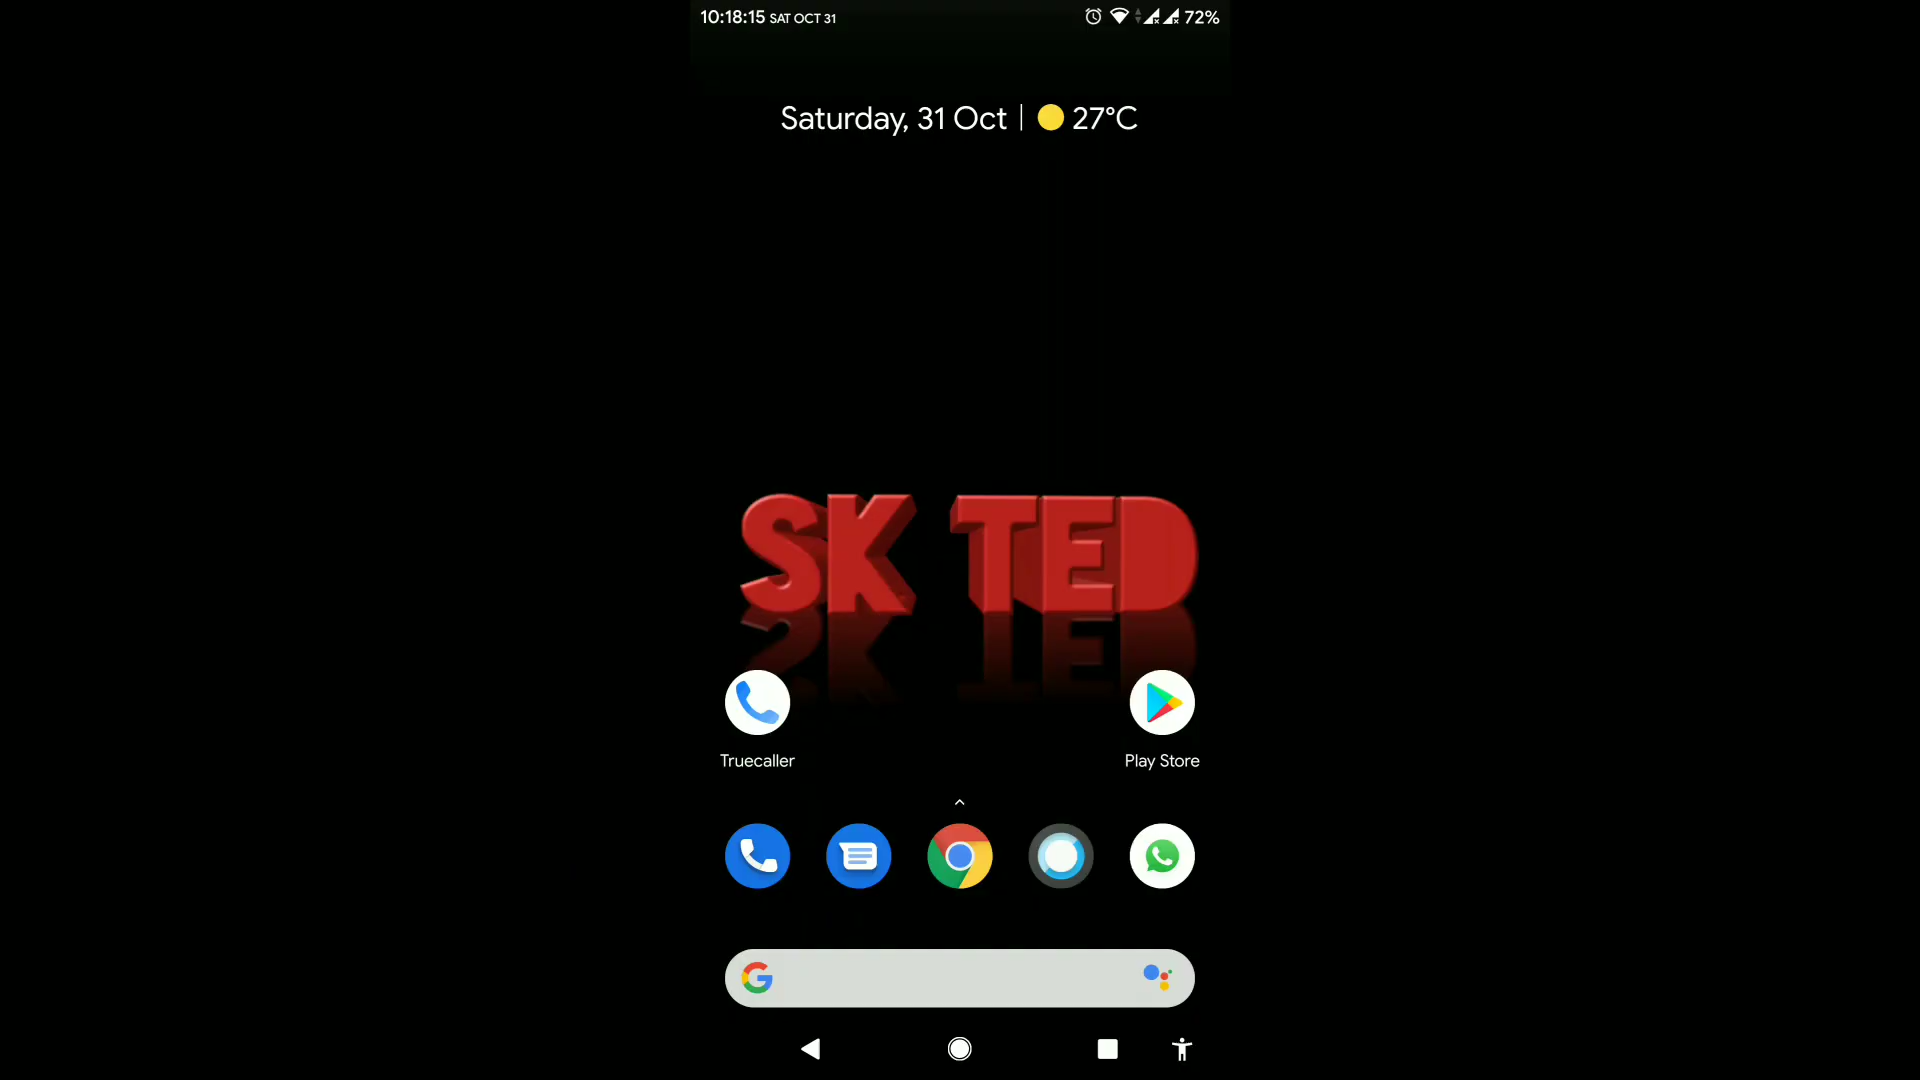 10:18:15 SAT OCT 31 72%
Saturday, 31 Oct | 27°C
SK TED
Truecaller Play Store